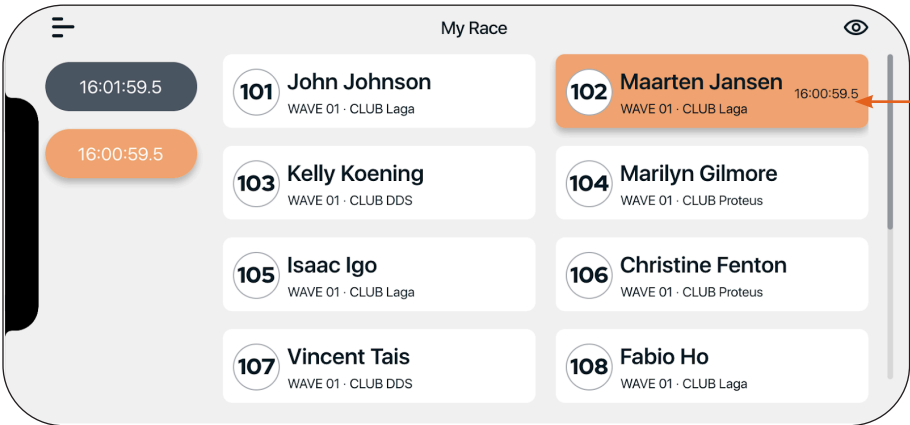 My Race
16:01:59.5
16:00:59.5
101 John Johnson
WAVE 01 · CLUB Laga
102 Maarten Jansen 16:00:59.5
WAVE 01 · CLUB Laga
103 Kelly Koening
WAVE 01 · CLUB DDS
104 Marilyn Gilmore
WAVE 01 · CLUB Proteus
105 Isaac Igo
WAVE 01 · CLUB Laga
106 Christine Fenton
WAVE 01 · CLUB Proteus
107 Vincent Tais
WAVE 01 · CLUB DDS
108 Fabio Ho
WAVE 01 · CLUB Laga